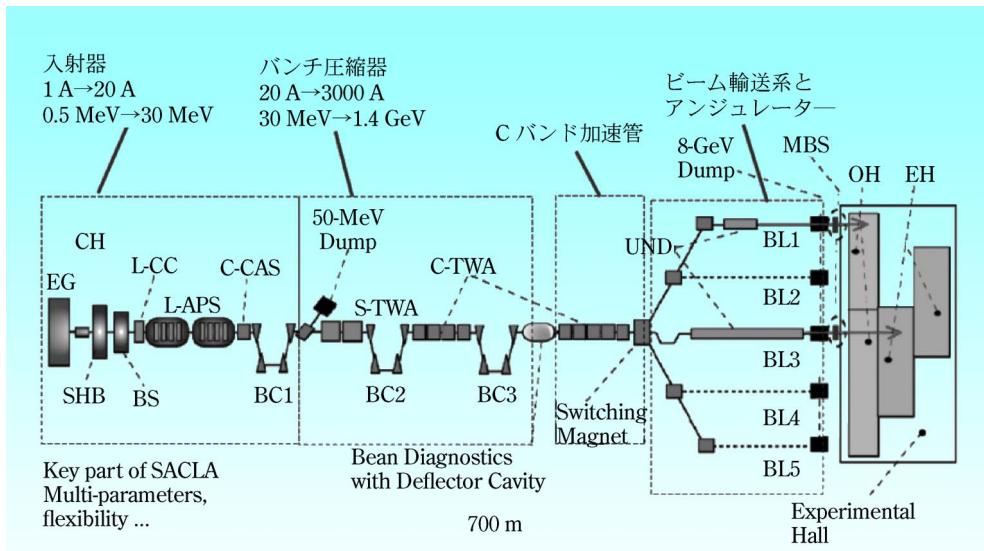 入射器
1 A→20 A
0.5 MeV→30 MeV
バンチ圧縮器
20 A→3000 A
30 MeV→1.4 GeV
C バンド加速管
ビーム輸送系と
アンジュレーター
8-GeV
Dump
MBS
OH
EH
50-MeV
Dump
CH
EG
L-CC
L-APS
C-CAS
S-TWA
C-TWA
UND
BL1
BL2
BL3
BL4
BL5
SHB
BS
BC1
BC2
BC3
Switching
Magnet
Key part of SACLA
Multi-parameters,
flexibility ...
Bean Diagnostics
with Deflector Cavity
700 m
Experimental
Hall